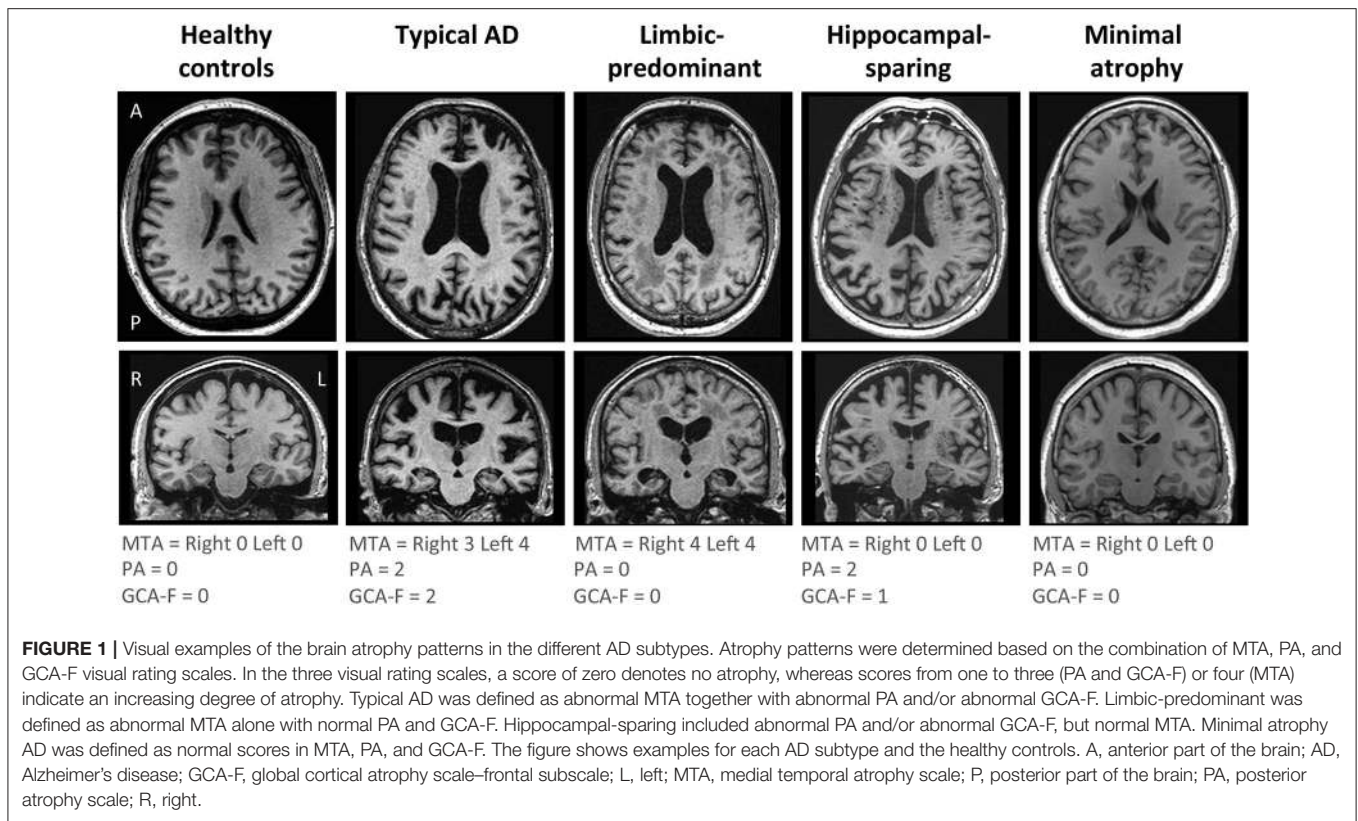 Healthy controls
Typical AD
Limbic-predominant
Hippocampal-sparing
Minimal atrophy
A
P
R L
MTA = Right 0 Left 0
PA = 0
GCA-F = 0
MTA = Right 3 Left 4
PA = 2
GCA-F = 2
MTA = Right 4 Left 4
PA = 0
GCA-F = 0
MTA = Right 0 Left 0
PA = 2
GCA-F = 1
MTA = Right 0 Left 0
PA = 0
GCA-F = 0
FIGURE 1 | Visual examples of the brain atrophy patterns in the different AD subtypes. Atrophy patterns were determined based on the combination of MTA, PA, and
GCA-F visual rating scales. In the three visual rating scales, a score of zero denotes no atrophy, whereas scores from one to three (PA and GCA-F) or four (MTA)
indicate an increasing degree of atrophy. Typical AD was defined as abnormal MTA together with abnormal PA and/or abnormal GCA-F. Limbic-predominant was
defined as abnormal MTA alone with normal PA and GCA-F. Hippocampal-sparing included abnormal PA and/or abnormal GCA-F, but normal MTA. Minimal atrophy
AD was defined as normal scores in MTA, PA, and GCA-F. The figure shows examples for each AD subtype and the healthy controls. A, anterior part of the brain; AD,
Alzheimer's disease; GCA-F, global cortical atrophy scale–frontal subscale; L, left; MTA, medial temporal atrophy scale; P, posterior part of the brain; PA, posterior
atrophy scale; R, right.